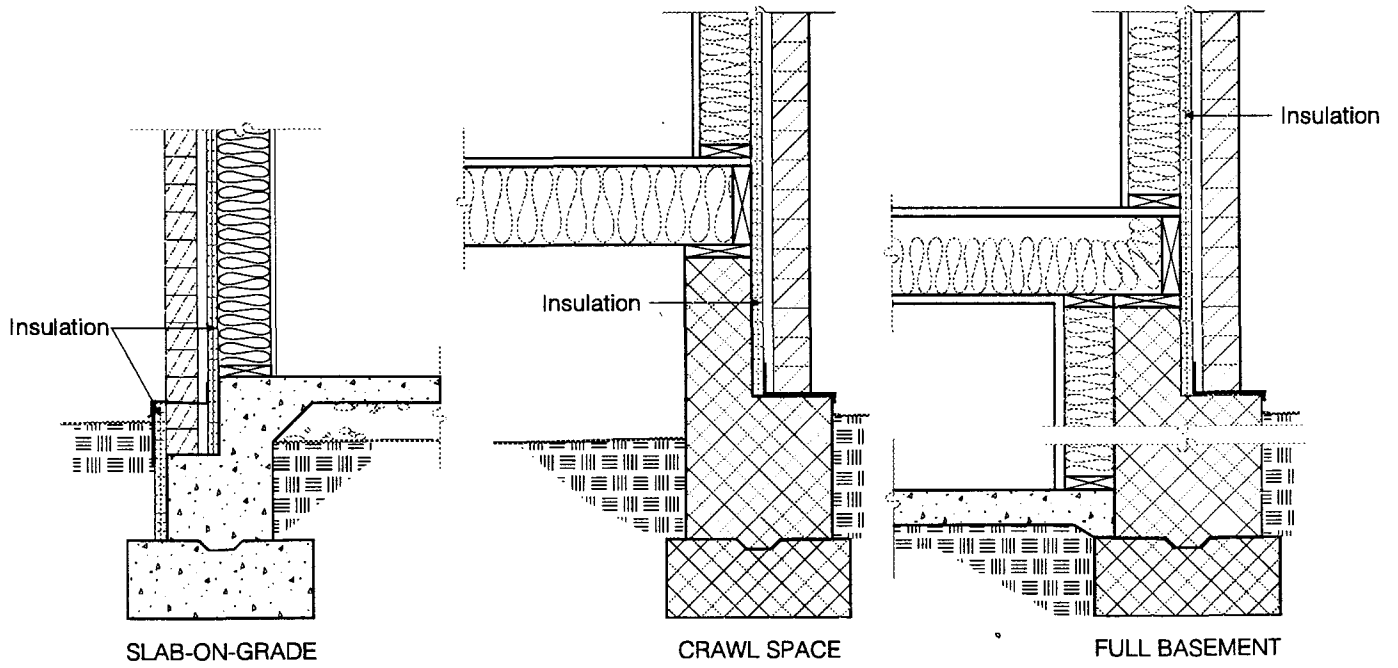 Insulation
Insulation
Insulation
SLAB-ON-GRADE
CRAWL SPACE
FULL BASEMENT